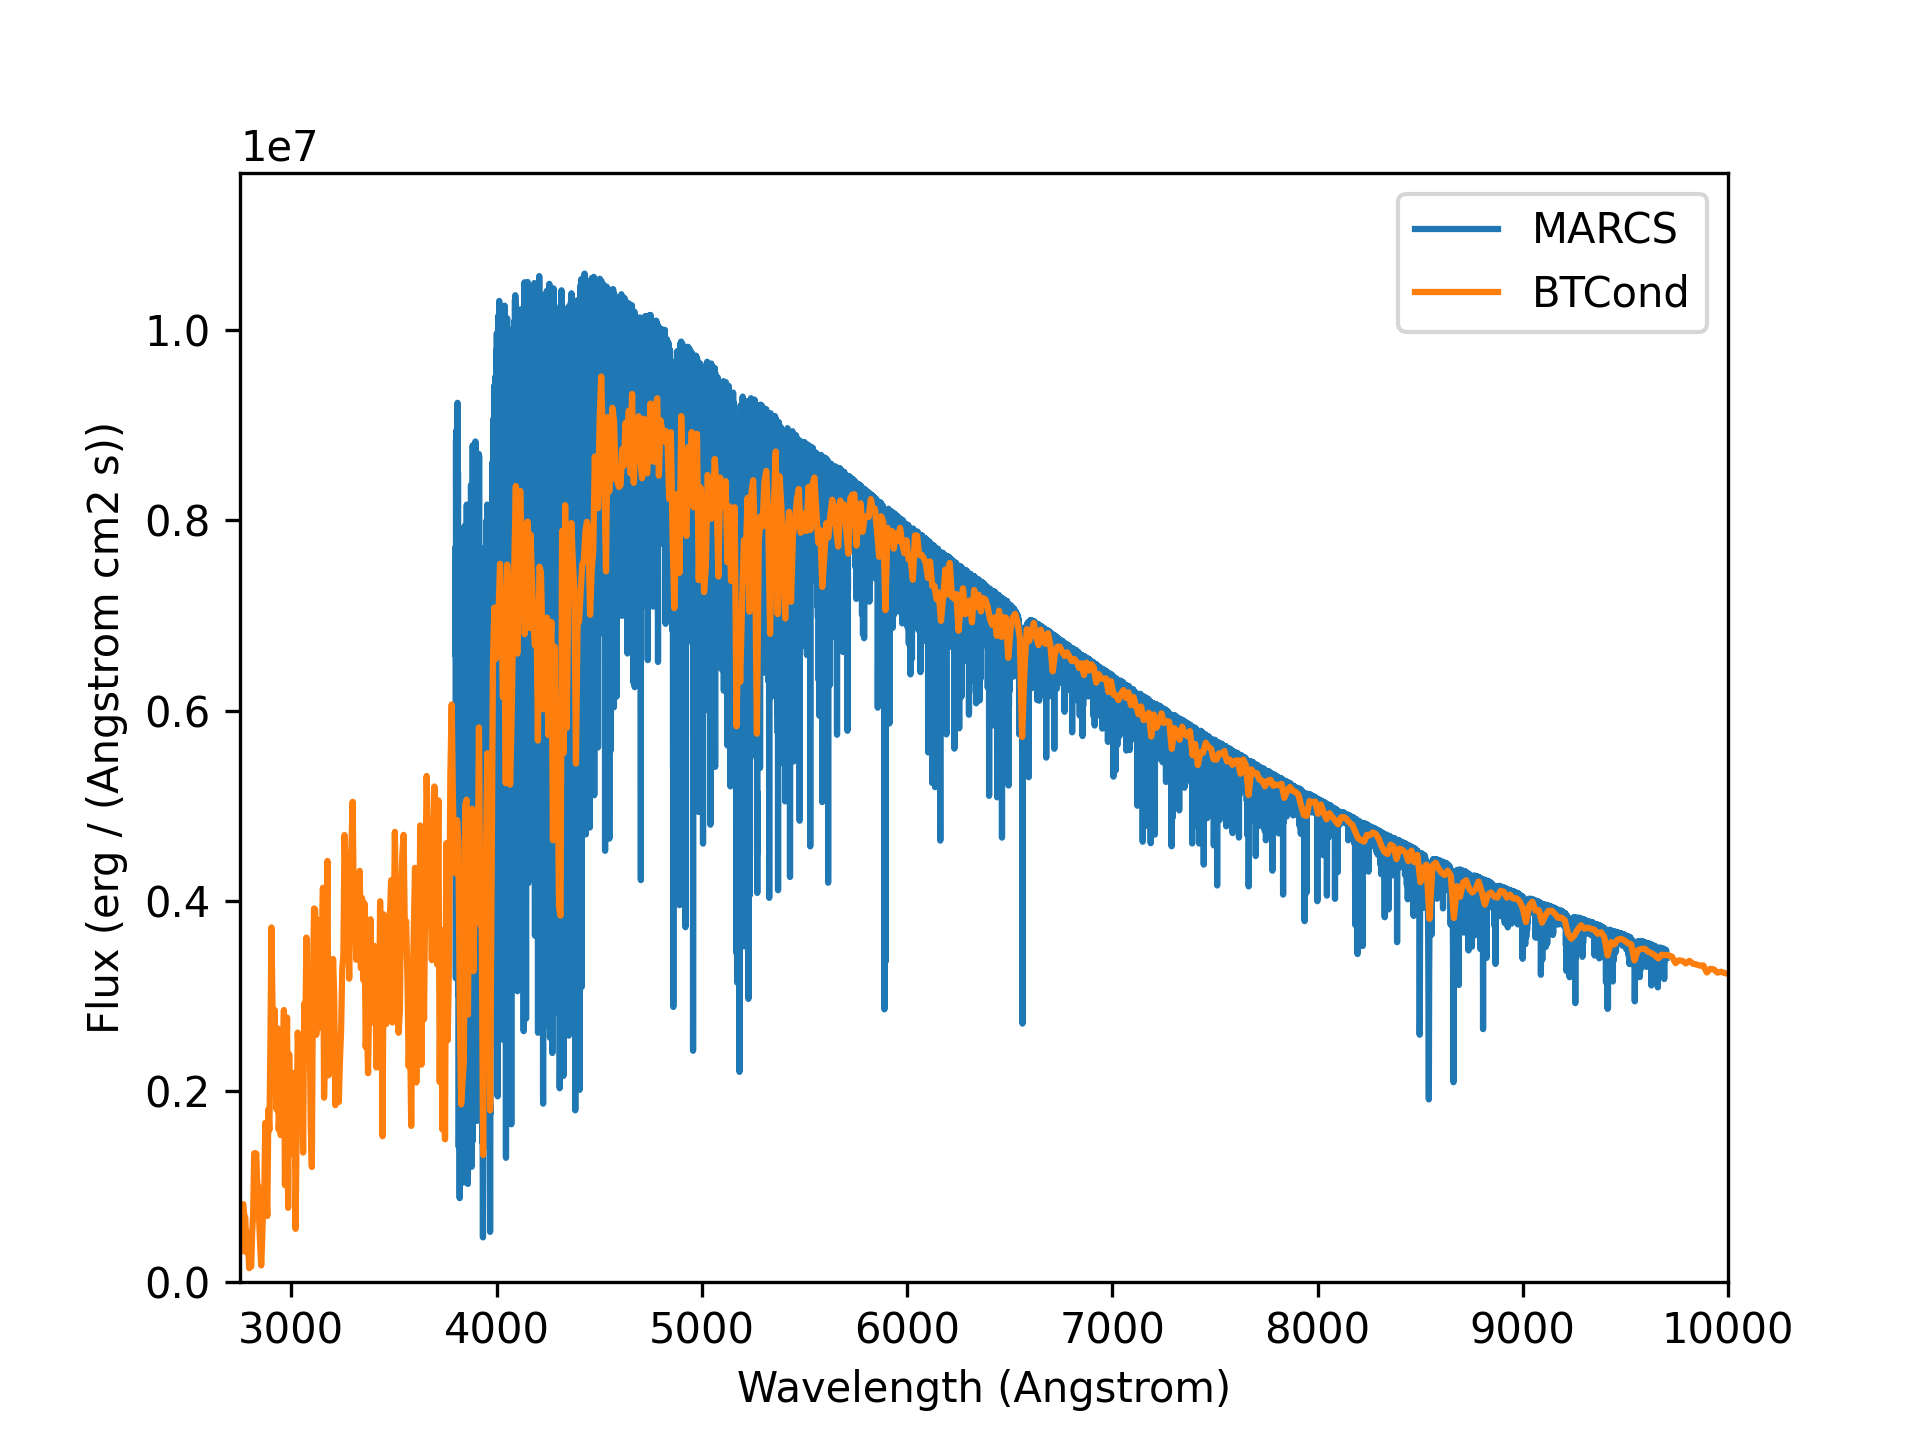 1e7
MARCS
BTCond
1.0
0.8
0.6
0.4
0.2
0.0
Flux (erg / (Angstrom cm2 s))
3000 4000 5000 6000 7000 8000 9000 10000
Wavelength (Angstrom)